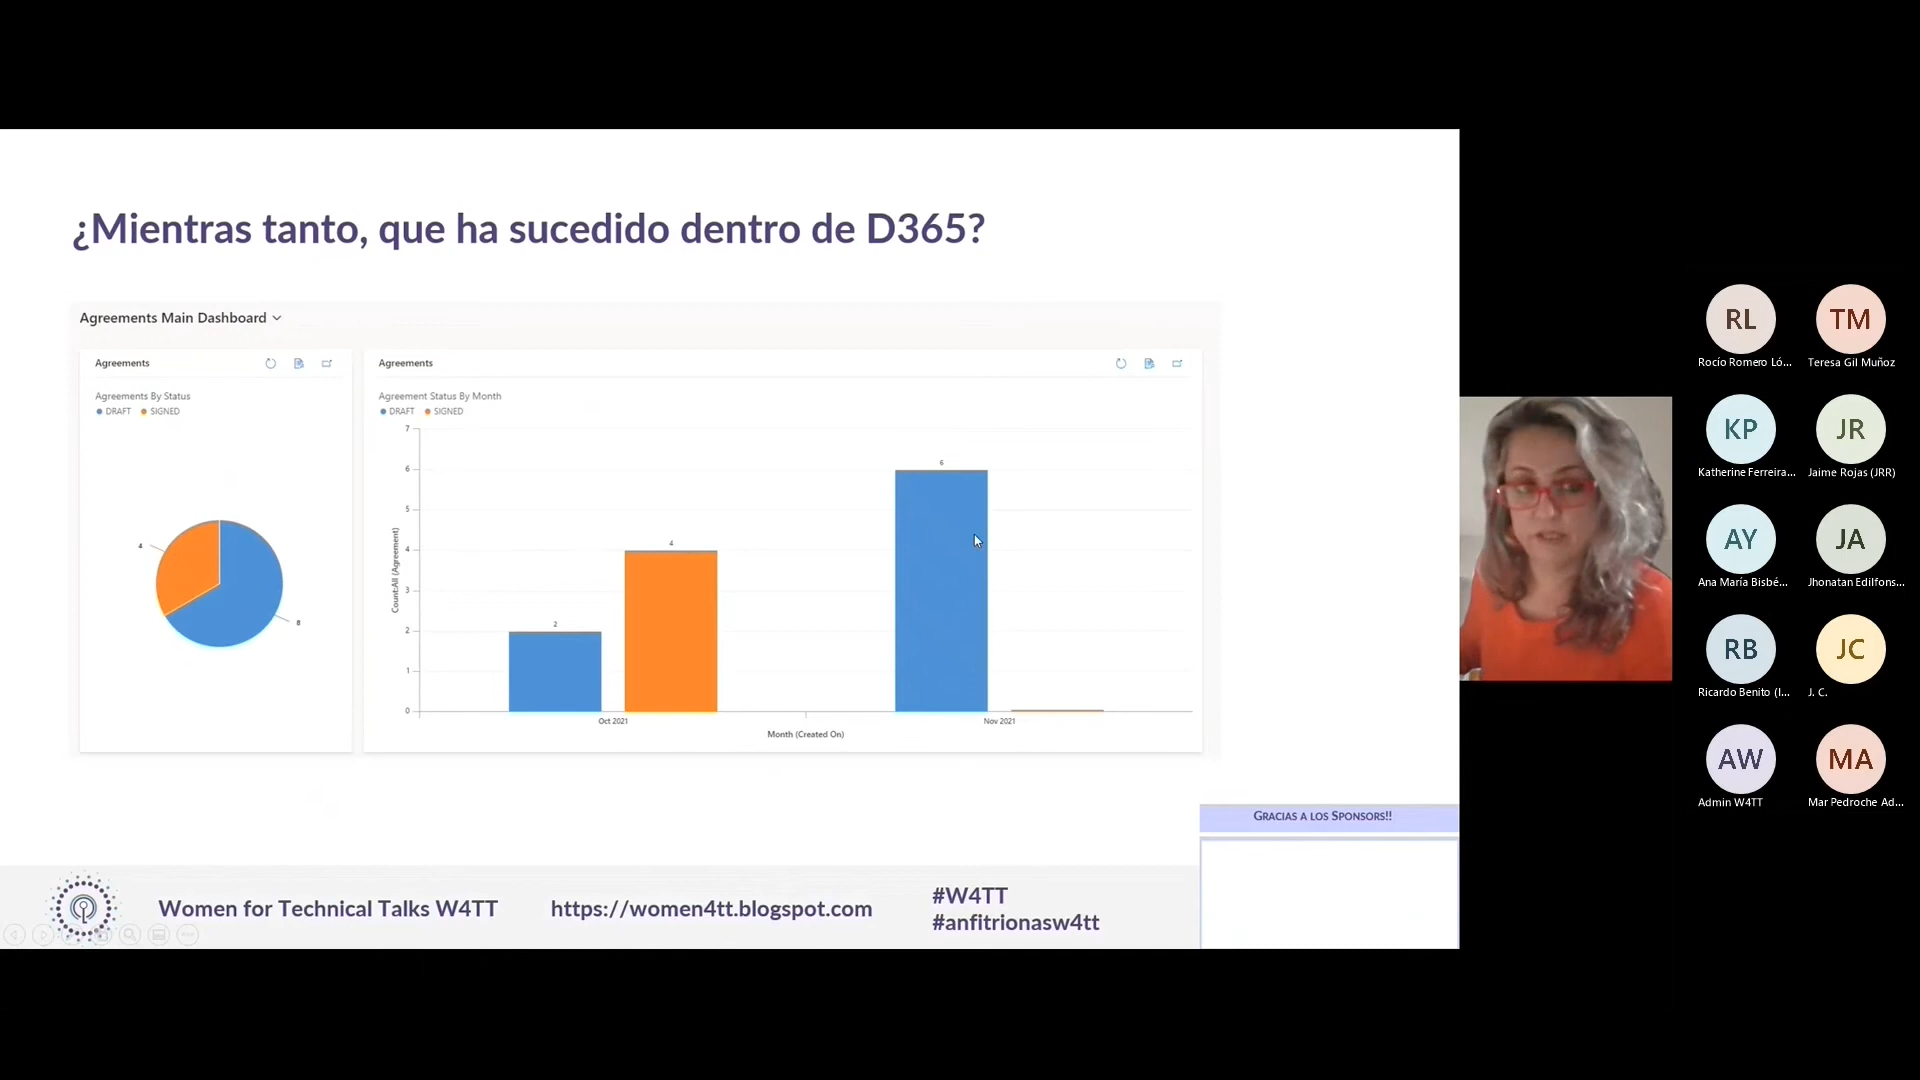 ¿Mientras tanto, que ha sucedido dentro de D365?
Agreements Main Dashboard
Agreements
Agreements By Status
DRAFT SIGNED
4
8
Agreements
Agreement Status By Month
DRAFT SIGNED
Count:All (Agreement)
7
6
5
4
3
2
1
0
2
4
6
Oct 2021
Nov 2021
Month (Created On)
GRACIAS A LOS SPONSORS!!
Women for Technical Talks W4TT
https://women4tt.blogspot.com
#W4TT
#anfitrionasw4tt
RL
Rocío Romero Ló...
TM
Teresa Gil Muñoz
KP
Katherine Ferreira...
JR
Jaime Rojas (JRR)
AY
Ana María Bisbé...
JA
Jhonatan Edilfons...
RB
Ricardo Benito (I...
JC
J. C.
AW
Admin W4TT
MA
Mar Pedroche Ad...